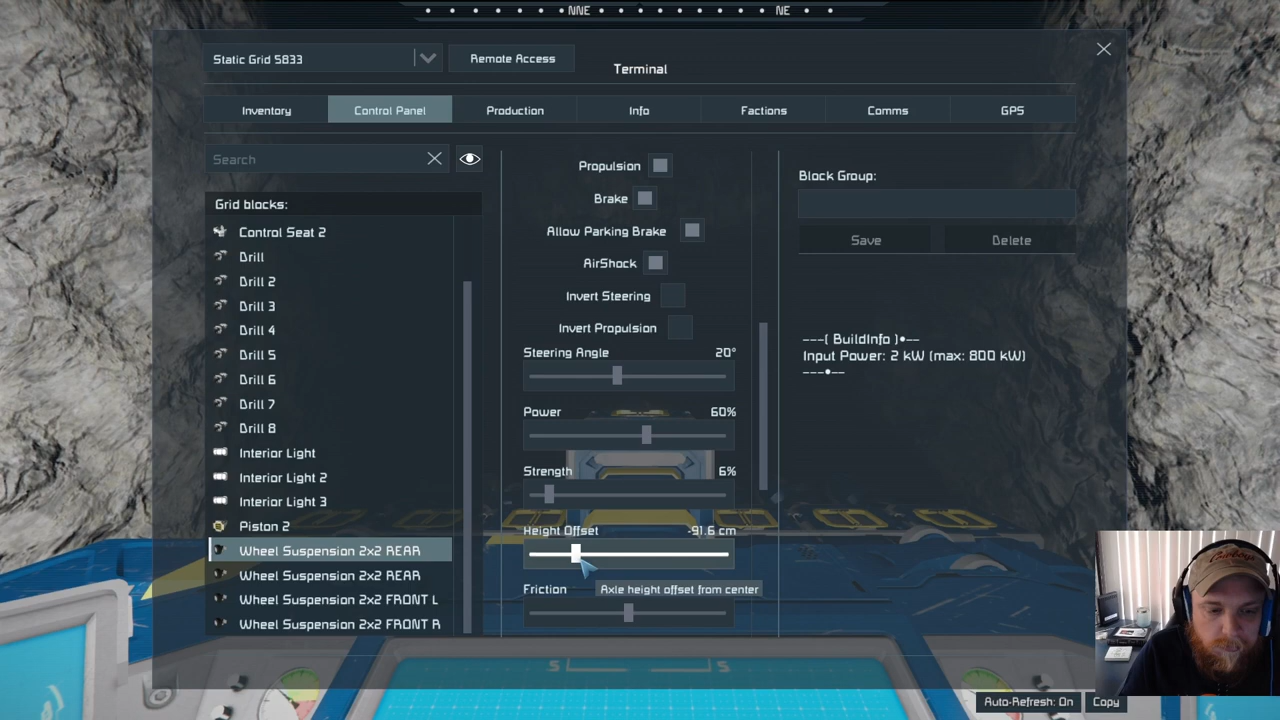 NNE
NE
Static Grid 5833
Remote Access
Terminal
Inventory
Control Panel
Production
Info
Factions
Comms
GPS
Search
Grid blocks:
Control Seat 2
Drill
Drill 2
Drill 3
Drill 4
Drill 5
Drill 6
Drill 7
Drill 8
Interior Light
Interior Light 2
Interior Light 3
Piston 2
Wheel Suspension 2x2 REAR
Wheel Suspension 2x2 REAR
Wheel Suspension 2x2 FRONT L
Wheel Suspension 2x2 FRONT R
Propulsion
Brake
Allow Parking Brake
AirShock
Invert Steering
Invert Propulsion
Steering Angle 20°
Power 60%
Strength 6%
Height Offset -91.6 cm
Friction
Axle height offset from center
Block Group:
Save
Delete
---( BuildInfo )•--
Input Power: 2 kW (max: 800 kW)
---•--
S S
Auto-Refresh: On
Copy